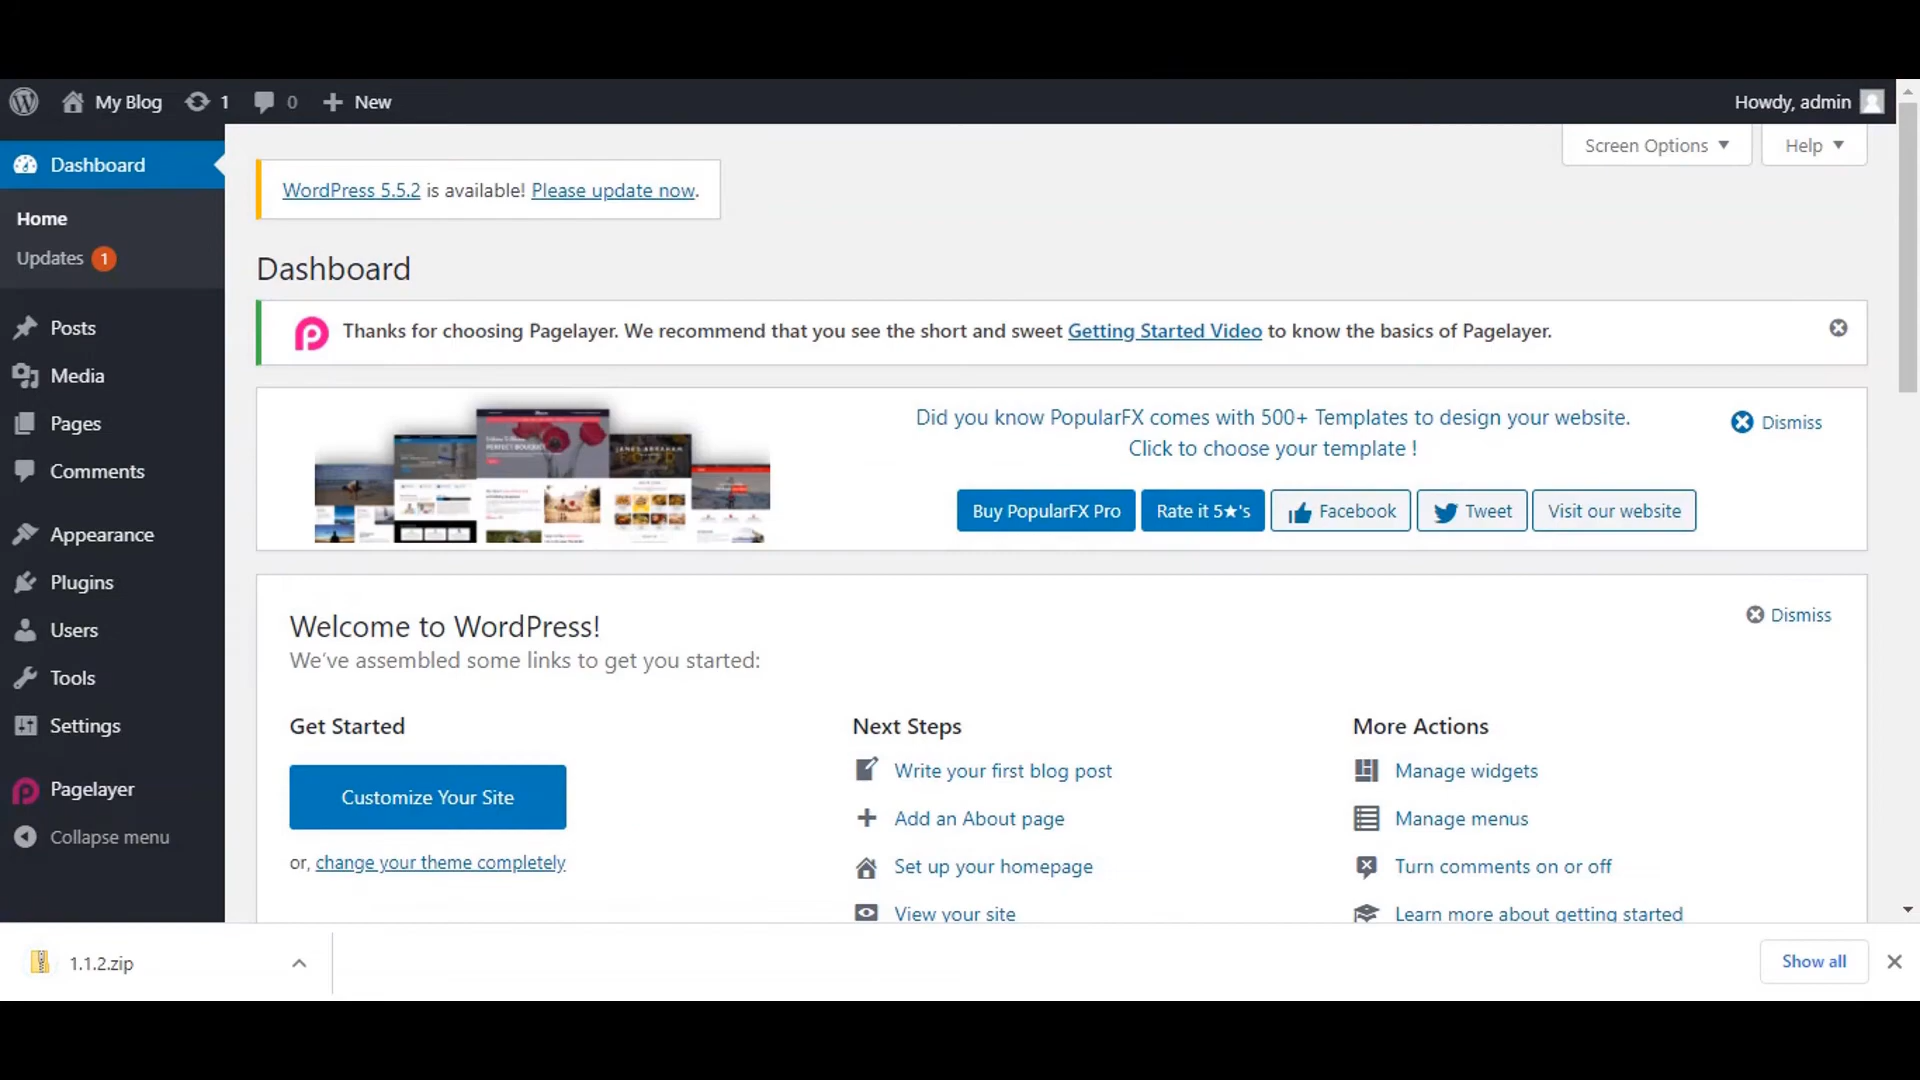 My Blog 1 0 New Howdy, admin
Screen Options Help
Dashboard
Home
Updates 1
Posts
Media
Pages
Comments
Appearance
Plugins
Users
Tools
Settings
Pagelayer
Collapse menu
WordPress 5.5.2 is available! Please update now.
Dashboard
Thanks for choosing Pagelayer. We recommend that you see the short and sweet Getting Started Video to know the basics of Pagelayer.
Did you know PopularFX comes with 500+ Templates to design your website.
Click to choose your template !
Dismiss
Buy PopularFX Pro Rate it 5★'s Facebook Tweet Visit our website
Welcome to WordPress!
Dismiss
We've assembled some links to get you started:
Get Started
Customize Your Site
or, change your theme completely
Next Steps
Write your first blog post
Add an About page
Set up your homepage
View your site
More Actions
Manage widgets
Manage menus
Turn comments on or off
Learn more about getting started
1.1.2.zip
Show all